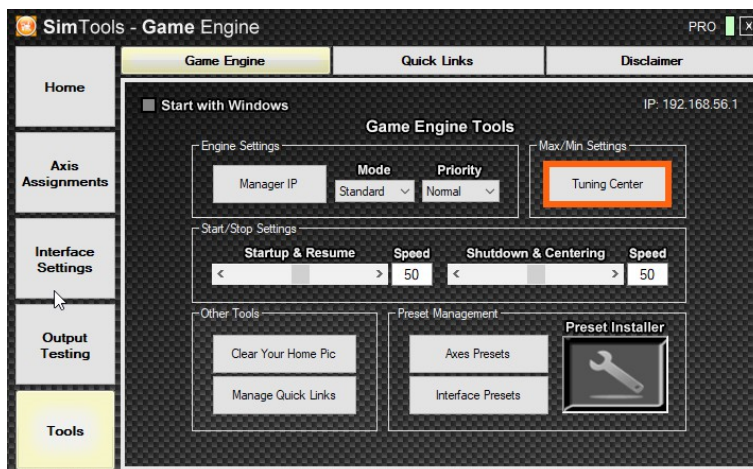 SimTools - Game Engine
PRO
X
Game Engine
Quick Links
Disclaimer
Home
Axis
Assignments
Interface
Settings
Output
Testing
Tools
Start with Windows
IP: 192.168.56.1
Game Engine Tools
Engine Settings
Manager IP
Mode
Standard
Priority
Normal
Max/Min Settings
Tuning Center
Start/Stop Settings
Startup & Resume
Speed
50
Shutdown & Centering
Speed
50
Other Tools
Clear Your Home Pic
Manage Quick Links
Preset Management
Axes Presets
Interface Presets
Preset Installer